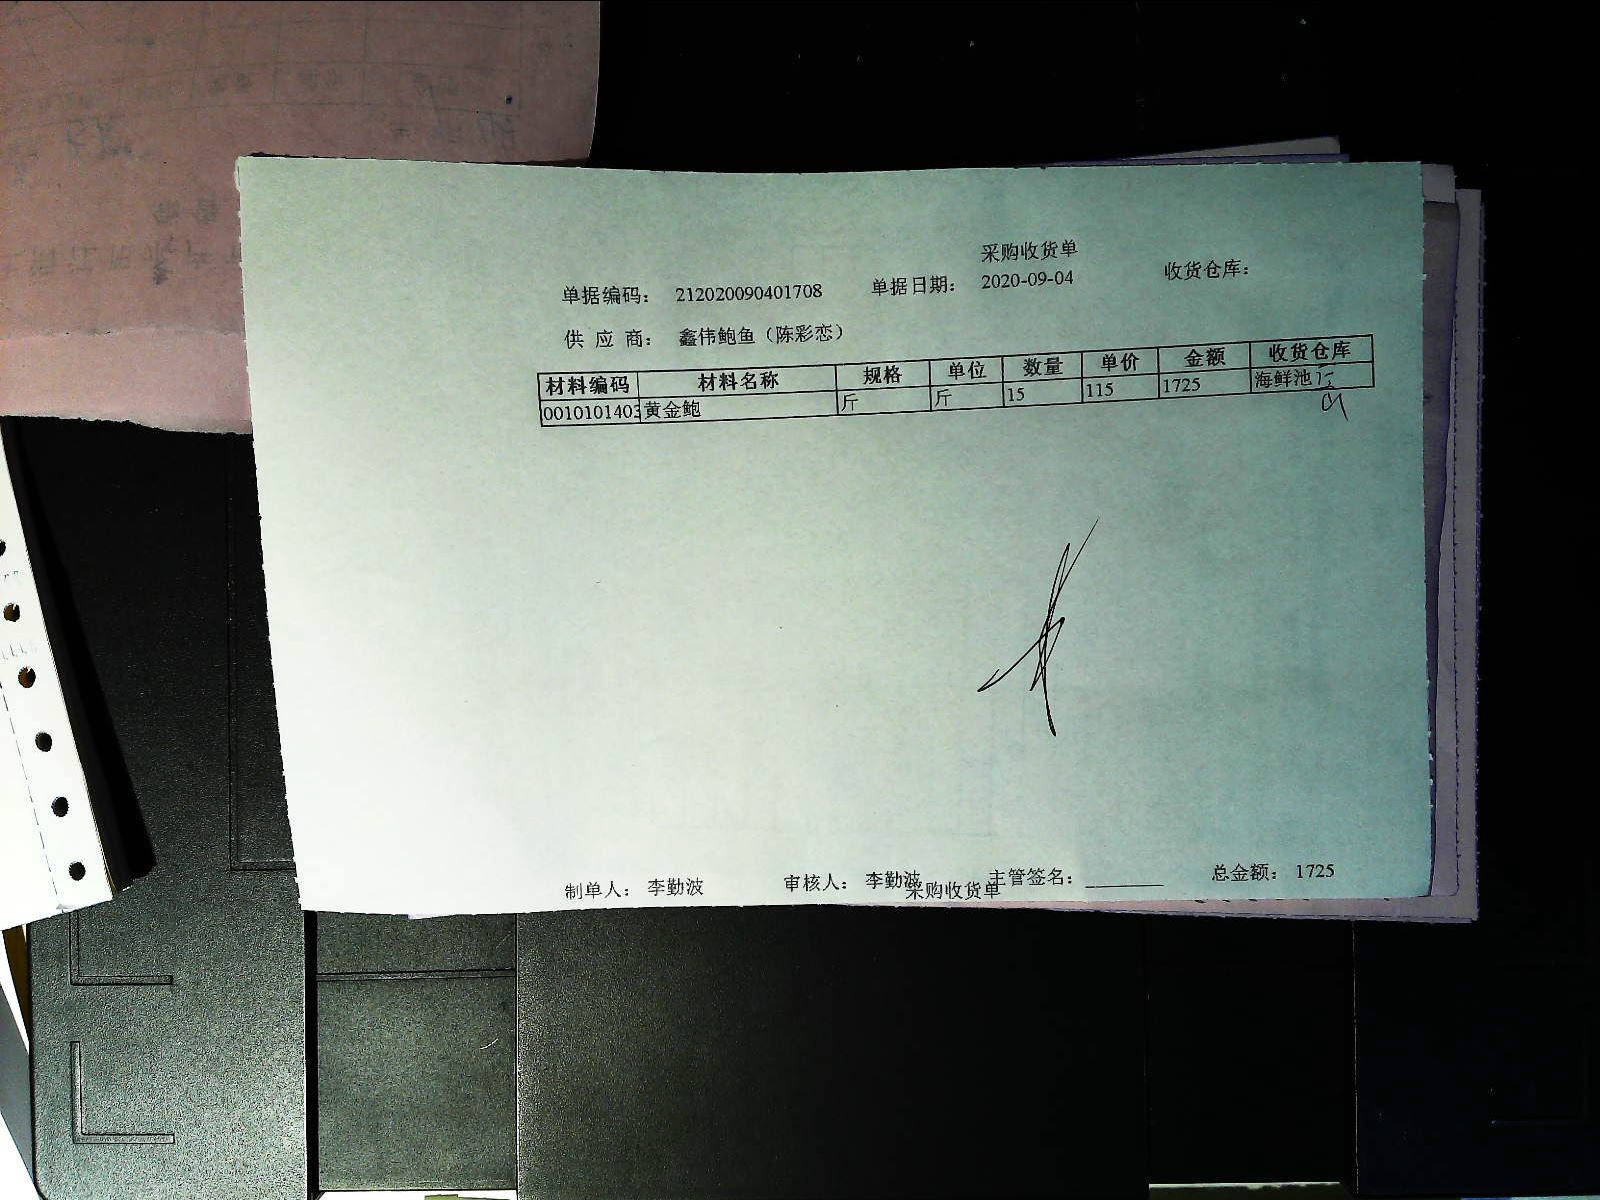 采购收货单
单据编码： 212020090401708 单据日期： 2020-09-04 收货仓库：
供 应 商： 鑫伟鲍鱼（陈彩恋）
材料编码 材料名称 规格 单位 数量 单价 金额 收货仓库
0010101403 黄金鲍 斤 斤 15 115 1725 海鲜池
制单人： 李勤波 审核人： 李勤波 主管签名： ________ 总金额： 1725
采购收货单